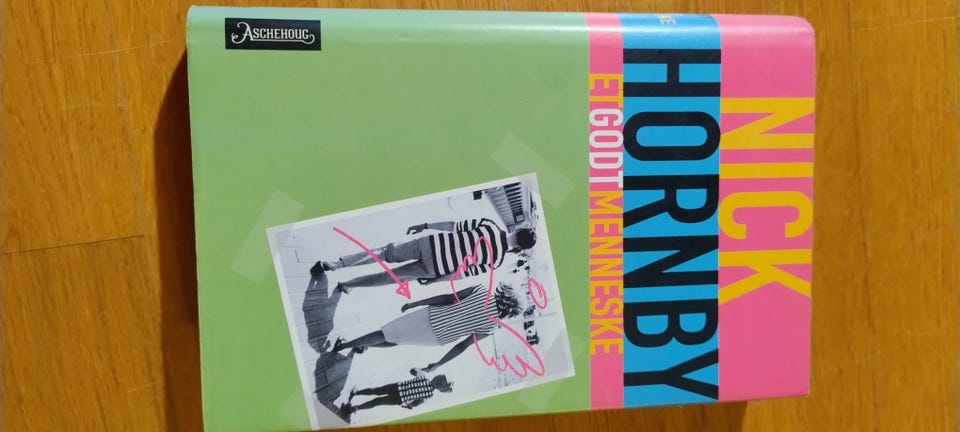 NICK
HORNBY
ET GODT MENNESKE
ASCHEHOUG